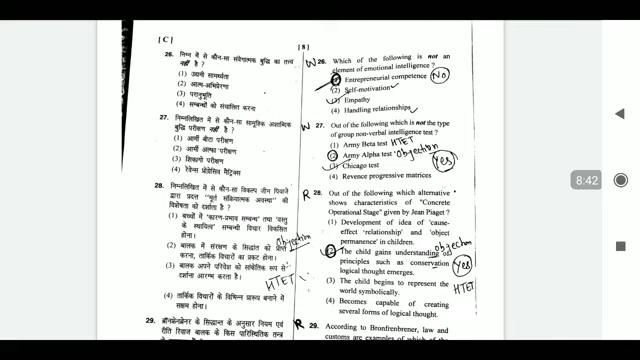 [ C ]
[ 8 ]
26. निम्न में से कौन-सा संवेगात्मक बुद्धि का तत्त्व
नहीं है ?
(1) उद्यमी सामर्थ्यता
(2) आत्म-अभिप्रेरणा
(3) परानुभूति
(4) सम्बन्धों को संचालित करना
27. निम्नलिखित में से कौन-सा सामूहिक अशाब्दिक
बुद्धि परीक्षण नहीं है ?
(1) आर्मी बीटा परीक्षण
(2) आर्मी अल्फा परीक्षण
(3) शिकागो परीक्षण
(4) रेवेन्स प्रोग्रेसिव मैट्रिक्स
28. निम्नलिखित में से कौन-सा विकल्प जीन पियाजे
द्वारा प्रदत्त "मूर्त संक्रियात्मक अवस्था" की
विशेषता को दर्शाता है ?
(1) बच्चों में 'कारण-प्रभाव सम्बन्ध' तथा 'वस्तु
के स्थायित्व' सम्बन्धी विचार विकसित
होना।
objection
(2) बालक में संरक्षण के सिद्धांत को प्राप्त
करना, तार्किक विचारों का प्रकट होना।
(3) बालक अपने परिवेश को सांकेतिक रूप से
दर्शाना आरम्भ करता है।
HTET
(4) तार्किक विचारों के विभिन्न प्रारूप बनाने में
सक्षम होना।
29. ब्रॉनफ्रेनब्रेनर के सिद्धान्त के अनुसार नियम एवं
रीति रिवाज बालक के किस पारिस्थितिक तन्त्र
W 26. Which of the following is not an
element of emotional intelligence ?
(1) Entrepreneurial competence NO
(2) Self-motivation
(3) Empathy
(4) Handling relationships
W 27. Out of the following which is not the type
of group non-verbal intelligence test ?
(1) Army Beta test HTET
(2) Army Alpha test objection Yes
(3) Chicago test
(4) Revence progressive matrices
R 28. Out of the following which alternative
shows characteristics of "Concrete
Operational Stage" given by Jean Piaget ?
(1) Development of idea of 'cause-
effect relationship' and 'object
permanence' in children.
objection
(2) The child gains understanding of
principles such as conservation Yes
logical thought emerges.
(3) The child begins to represent the HTET
world symbolically.
(4) Becomes capable of creating
several forms of logical thought.
R 29. According to Bronfrenbrener, law and
customs are examples of which of the
8:42